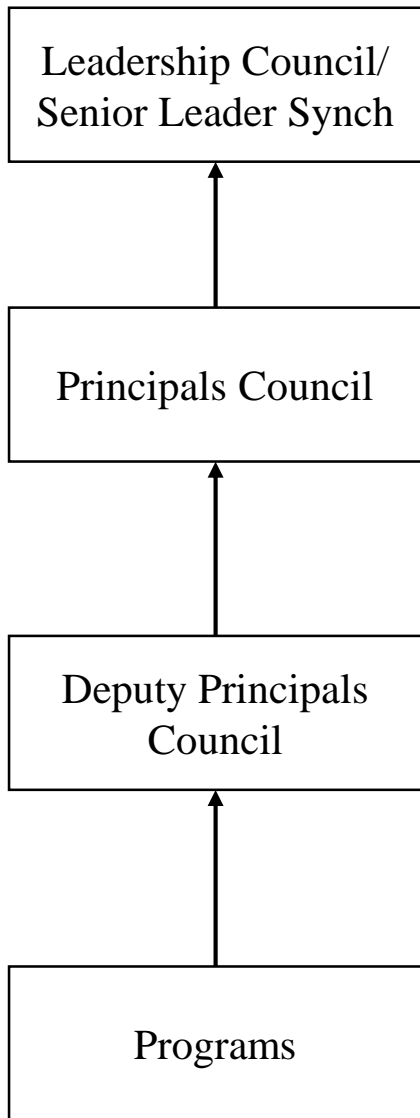 Leadership Council/
Senior Leader Synch
Principals Council
Deputy Principals
Council
Programs